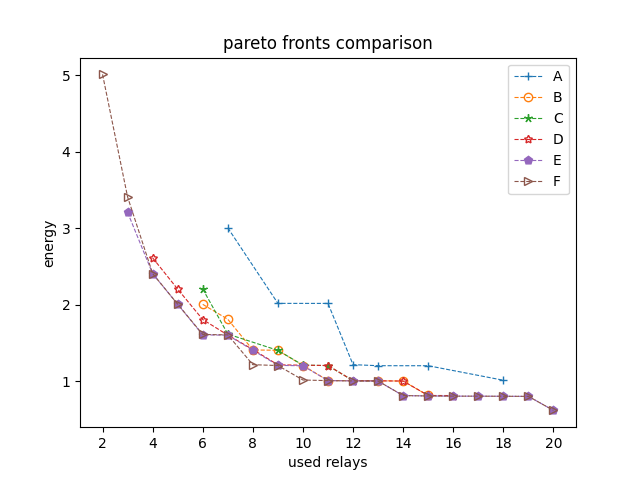 pareto fronts comparison
5
4
3
2
1
energy
A
B
C
D
E
F
2 4 6 8 10 12 14 16 18 20
used relays